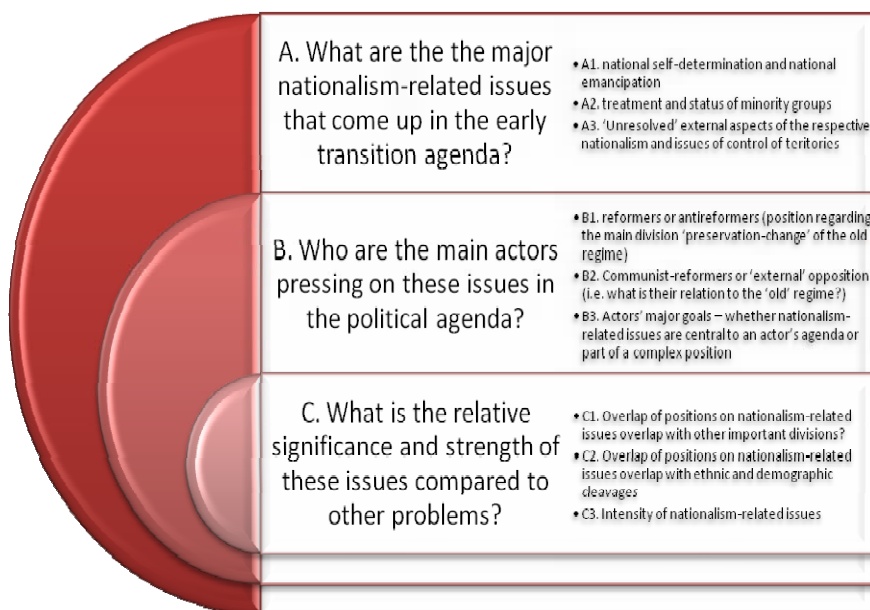 A. What are the the major
nationalism-related issues
that come up in the early
transition agenda?
• A1. national self-determination and national
emancipation
• A2. treatment and status of minority groups
• A3. 'Unresolved' external aspects of the respective
nationalism and issues of control of teritories
B. Who are the main actors
pressing on these issues in
the political agenda?
• B1. reformers or antireformers (position regarding
the main division 'preservation-change' of the old
regime)
• B2. Communist-reformers or 'external' opposition
(i.e. what is their relation to the 'old' regime?)
• B3. Actors' major goals – whether nationalism-
related issues are central to an actor's agenda or
part of a complex position
C. What is the relative
significance and strength of
these issues compared to
other problems?
• C1. Overlap of positions on nationalism-related
issues overlap with other important divisions?
• C2. Overlap of positions on nationalism-related
issues overlap with ethnic and demographic
cleavages
• C3. Intensity of nationalism-related issues